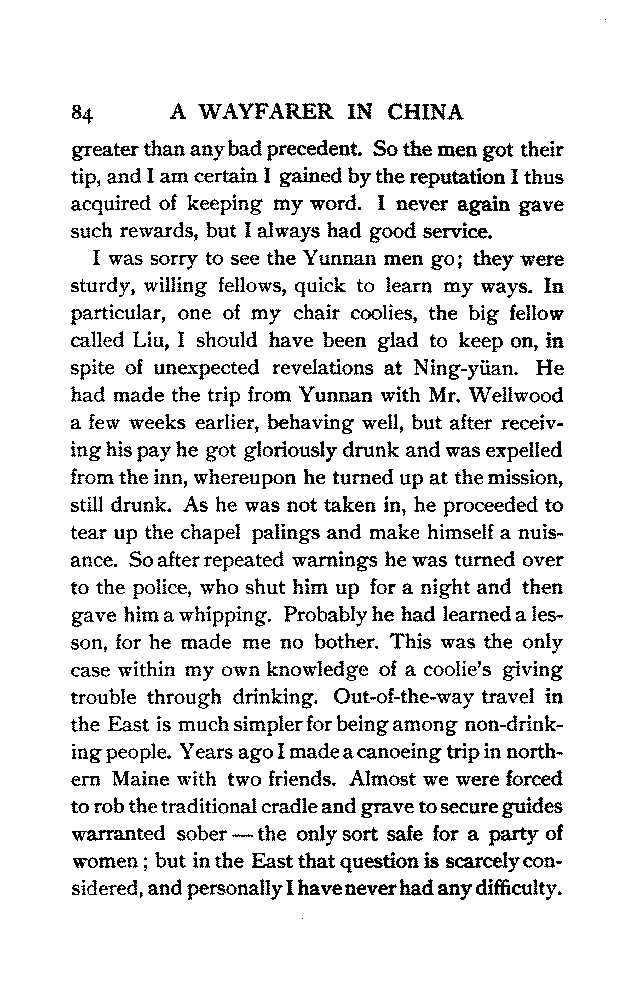 84 A WAYFARER IN CHINA
greater than any bad precedent. So the men got their
tip, and I am certain I gained by the reputation I thus
acquired of keeping my word. I never again gave
such rewards, but I always had good service.
I was sorry to see the Yunnan men go; they were
sturdy, willing fellows, quick to learn my ways. In
particular, one of my chair coolies, the big fellow
called Liu, I should have been glad to keep on, in
spite of unexpected revelations at Ning-yüan. He
had made the trip from Yunnan with Mr. Wellwood
a few weeks earlier, behaving well, but after receiv-
ing his pay he got gloriously drunk and was expelled
from the inn, whereupon he turned up at the mission,
still drunk. As he was not taken in, he proceeded to
tear up the chapel palings and make himself a nuis-
ance. So after repeated warnings he was turned over
to the police, who shut him up for a night and then
gave him a whipping. Probably he had learned a les-
son, for he made me no bother. This was the only
case within my own knowledge of a coolie's giving
trouble through drinking. Out-of-the-way travel in
the East is much simpler for being among non-drink-
ing people. Years ago I made a canoeing trip in north-
ern Maine with two friends. Almost we were forced
to rob the traditional cradle and grave to secure guides
warranted sober — the only sort safe for a party of
women; but in the East that question is scarcely con-
sidered, and personally I have never had any difficulty.